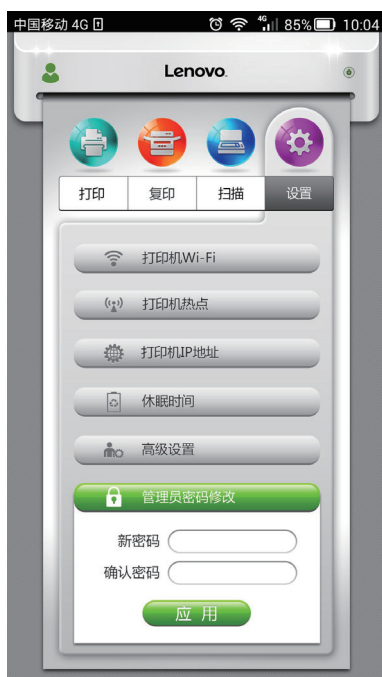 中国移动 4G 4G 85% 10:04
Lenovo.
打印 复印 扫描 设置
打印机Wi-Fi
打印机热点
打印机IP地址
休眠时间
高级设置
管理员密码修改
新密码
确认密码
应用